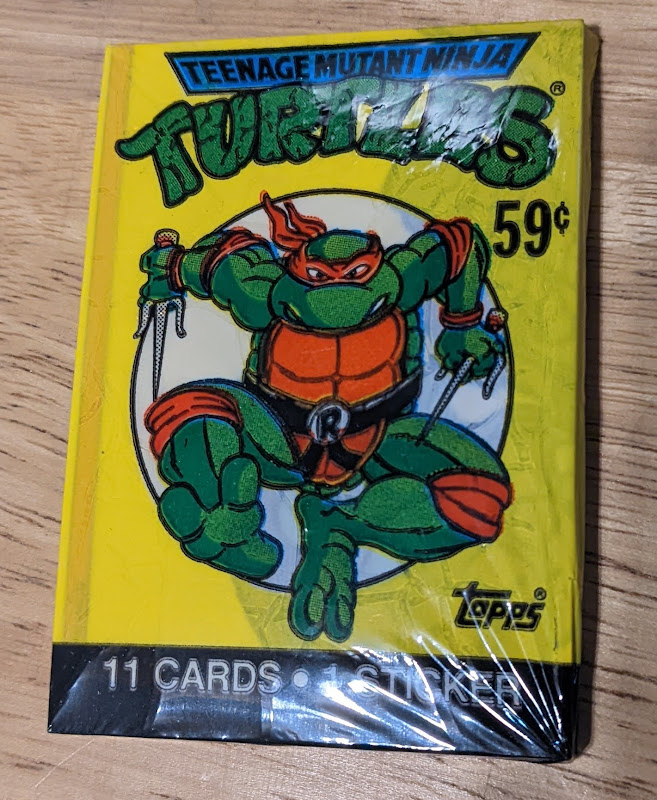 TEENAGE MUTANT NINJA
TURTLES®
59¢
R
topps®
11 CARDS • 1 STICKER